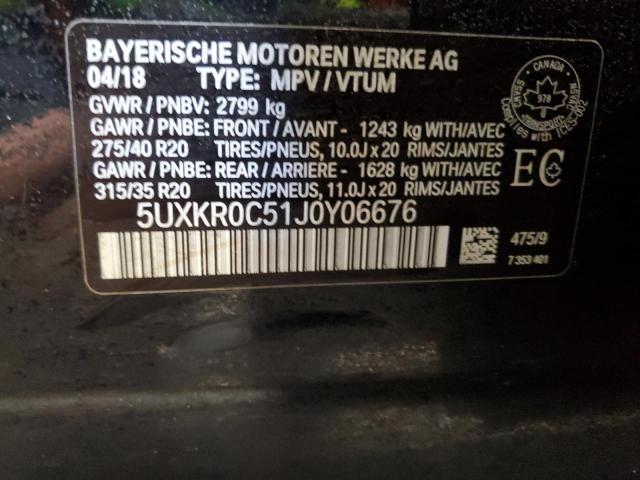 BAYERISCHE MOTOREN WERKE AG
04/18 TYPE: MPV / VTUM
GVWR / PNBV: 2799 kg
GAWR / PNBE: FRONT / AVANT - 1243 kg WITH/AVEC
275/40 R20 TIRES/PNEUS, 10.0J x 20 RIMS/JANTES
GAWR / PNBE: REAR / ARRIERE - 1628 kg WITH/AVEC
315/35 R20 TIRES/PNEUS, 11.0J x 20 RIMS/JANTES
5UXKR0C51J0Y06676
CANADA
978
TRANSPORT
EC
475/9
7 353 401